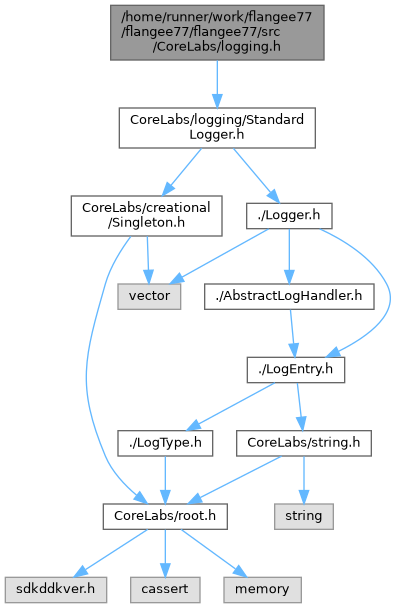 /home/runner/work/flangee77
/flangee77/flangee77/src
/CoreLabs/logging.h
CoreLabs/logging/Standard
Logger.h
CoreLabs/creational
/Singleton.h
./Logger.h
vector
./AbstractLogHandler.h
./LogEntry.h
./LogType.h
CoreLabs/string.h
CoreLabs/root.h
string
sdkddkver.h
cassert
memory